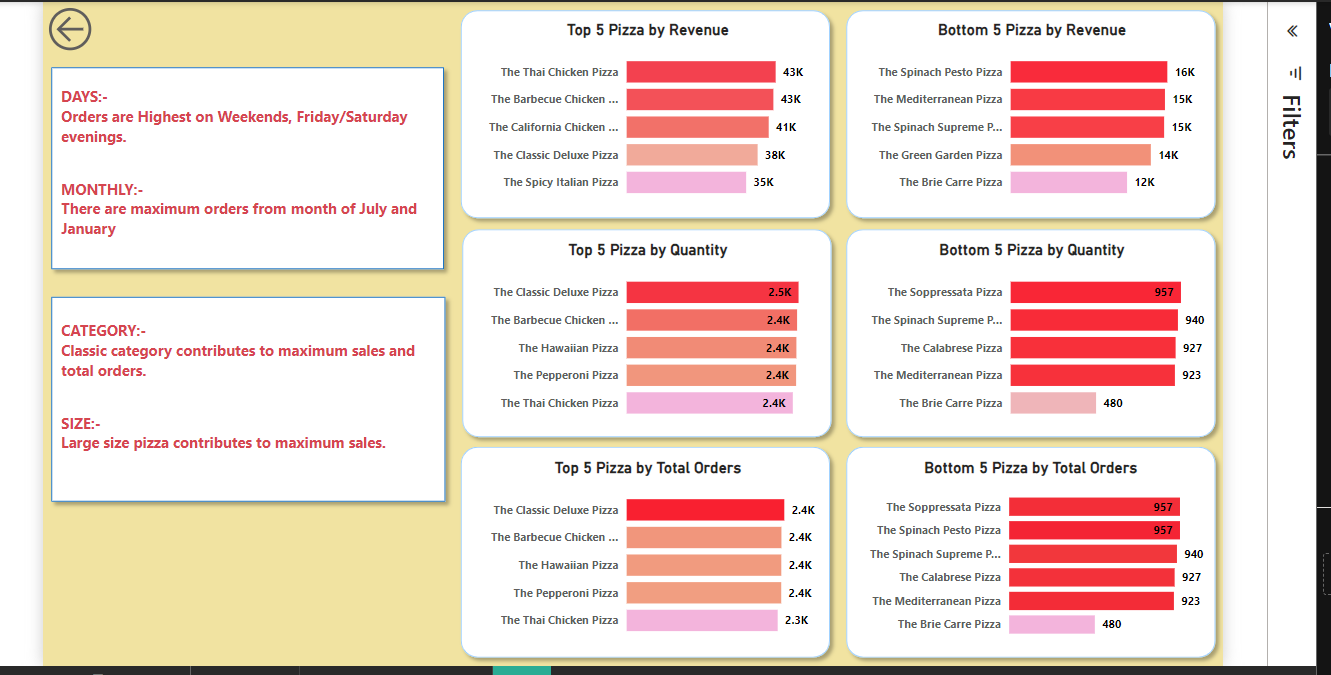 DAYS:-
Orders are Highest on Weekends, Friday/Saturday
evenings.
MONTHLY:-
There are maximum orders from month of July and
January
CATEGORY:-
Classic category contributes to maximum sales and
total orders.
SIZE:-
Large size pizza contributes to maximum sales.
Top 5 Pizza by Revenue
The Thai Chicken Pizza 43K
The Barbecue Chicken ... 43K
The California Chicken ... 41K
The Classic Deluxe Pizza 38K
The Spicy Italian Pizza 35K
Bottom 5 Pizza by Revenue
The Spinach Pesto Pizza 16K
The Mediterranean Pizza 15K
The Spinach Supreme P... 15K
The Green Garden Pizza 14K
The Brie Carre Pizza 12K
Top 5 Pizza by Quantity
The Classic Deluxe Pizza 2.5K
The Barbecue Chicken ... 2.4K
The Hawaiian Pizza 2.4K
The Pepperoni Pizza 2.4K
The Thai Chicken Pizza 2.4K
Bottom 5 Pizza by Quantity
The Soppressata Pizza 957
The Spinach Supreme P... 940
The Calabrese Pizza 927
The Mediterranean Pizza 923
The Brie Carre Pizza 480
Top 5 Pizza by Total Orders
The Classic Deluxe Pizza 2.4K
The Barbecue Chicken ... 2.4K
The Hawaiian Pizza 2.4K
The Pepperoni Pizza 2.4K
The Thai Chicken Pizza 2.3K
Bottom 5 Pizza by Total Orders
The Soppressata Pizza 957
The Spinach Pesto Pizza 957
The Spinach Supreme P... 940
The Calabrese Pizza 927
The Mediterranean Pizza 923
The Brie Carre Pizza 480
Filters